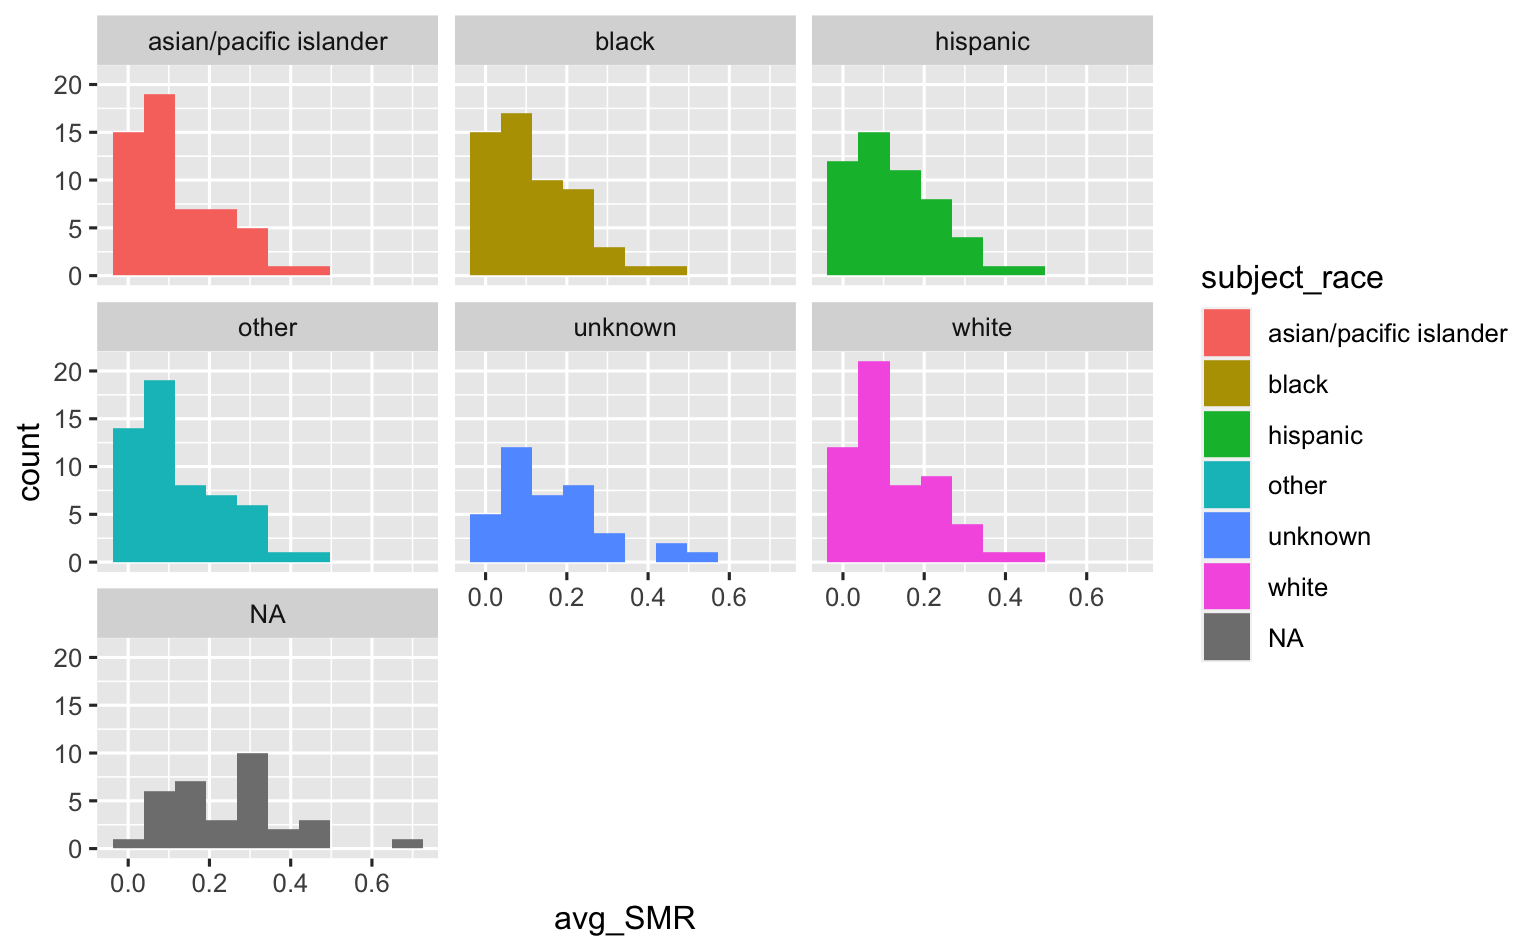 asian/pacific islander
black
hispanic
20
15
10
5
0
other
unknown
white
20
15
10
5
0
0.0 0.2 0.4 0.6
0.0 0.2 0.4 0.6
NA
20
15
10
5
0
0.0 0.2 0.4 0.6
count
avg_SMR
subject_race
asian/pacific islander
black
hispanic
other
unknown
white
NA